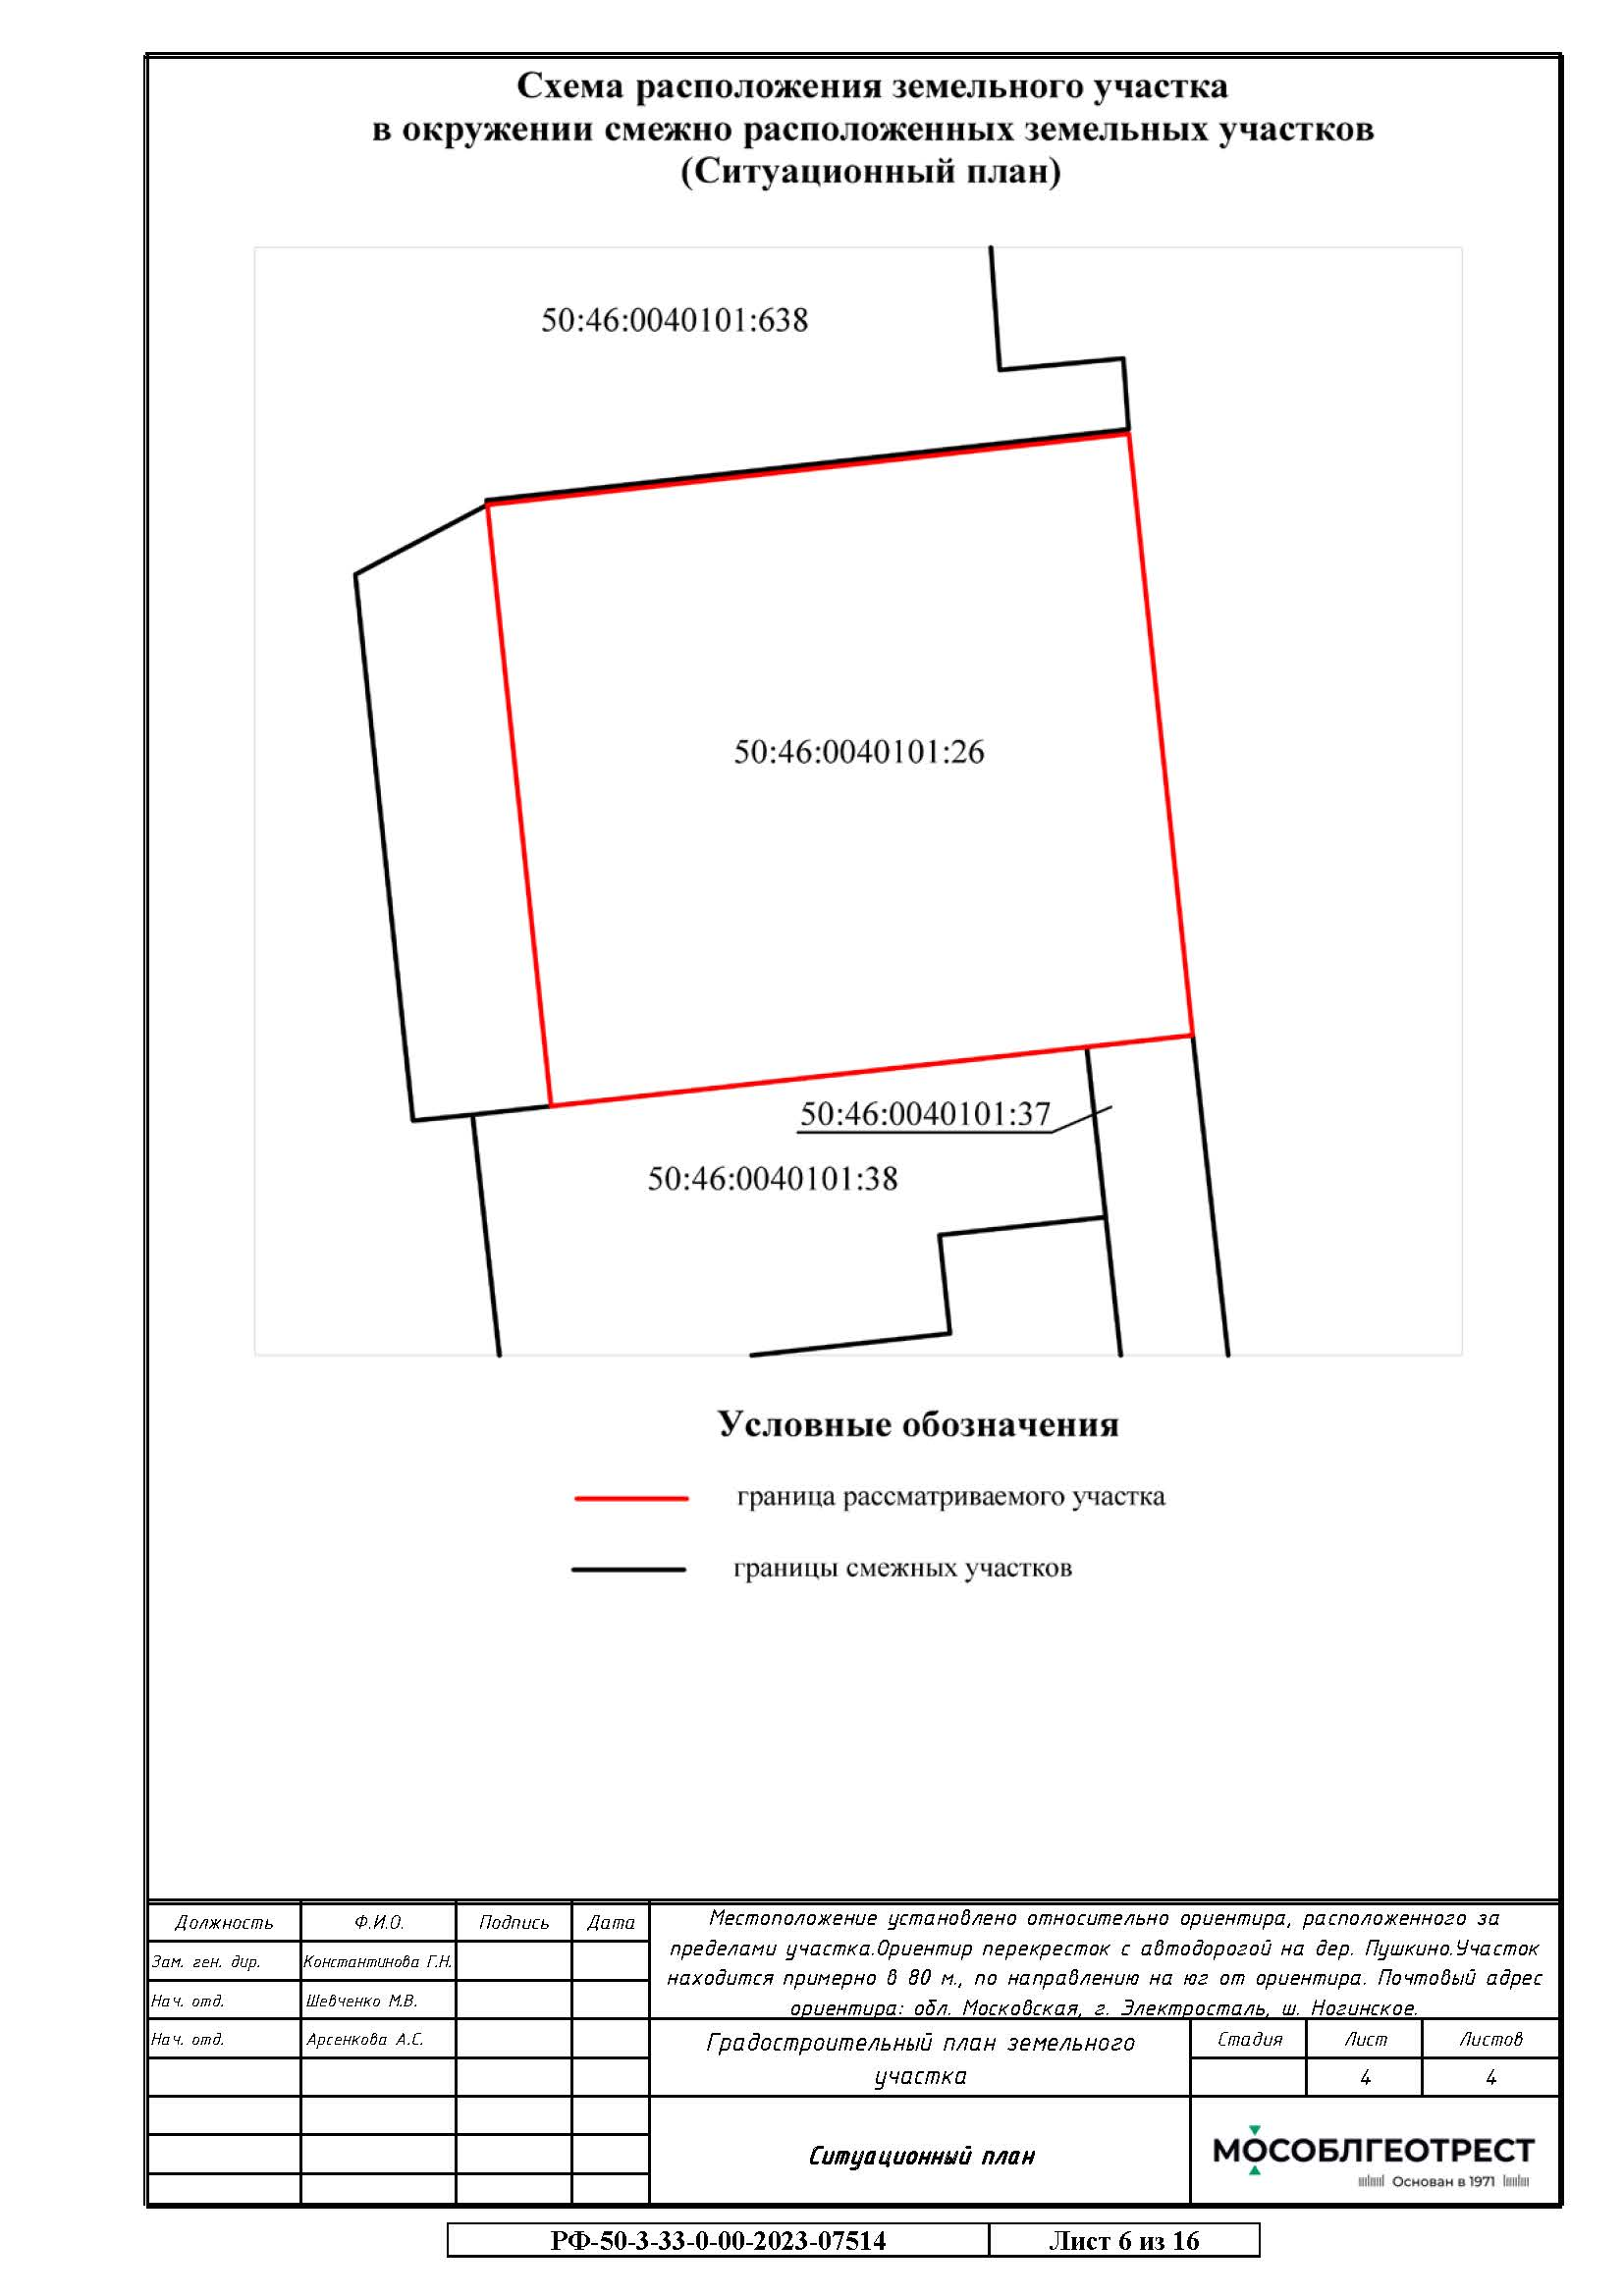 Схема расположения земельного участка
в окружении смежно расположенных земельных участков
(Ситуационный план)
50:46:0040101:638
50:46:0040101:26
50:46:0040101:37
50:46:0040101:38
Условные обозначения
граница рассматриваемого участка
границы смежных участков
Должность Ф.И.О. Подпись Дата
Зам. ген. дир. Константинова Г.Н.
Нач. отд. Шевченко М.В.
Нач. отд. Арсенкова А.С.
Местоположение установлено относительно ориентира, расположенного за
пределами участка.Ориентир перекресток с автодорогой на дер. Пушкино.Участок
находится примерно в 80 м., по направлению на юг от ориентира. Почтовый адрес
ориентира: обл. Московская, г. Электросталь, ш. Ногинское.
Градостроительный план земельного
участка
Стадия Лист Листов
4 4
Ситуационный план
МОСОБЛГЕОТРЕСТ
Основан в 1971
РФ-50-3-33-0-00-2023-07514 Лист 6 из 16